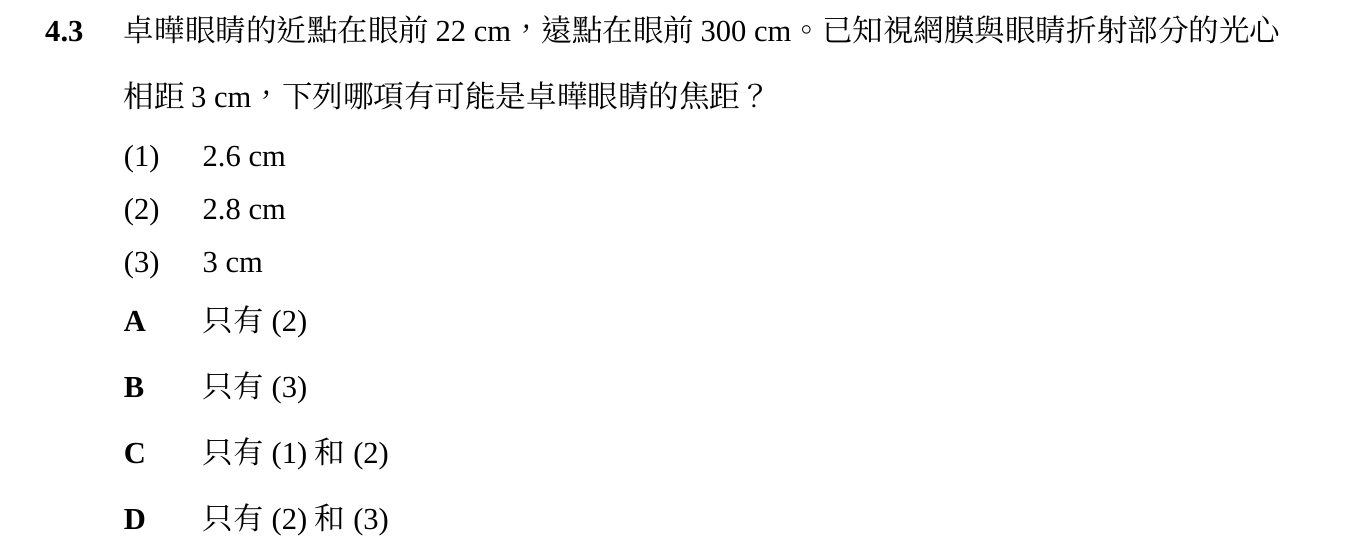 4.3 卓曄眼睛的近點在眼前 22 cm，遠點在眼前 300 cm。已知視網膜與眼睛折射部分的光心
相距 3 cm，下列哪項有可能是卓曄眼睛的焦距？
(1) 2.6 cm
(2) 2.8 cm
(3) 3 cm
A 只有 (2)
B 只有 (3)
C 只有 (1) 和 (2)
D 只有 (2) 和 (3)